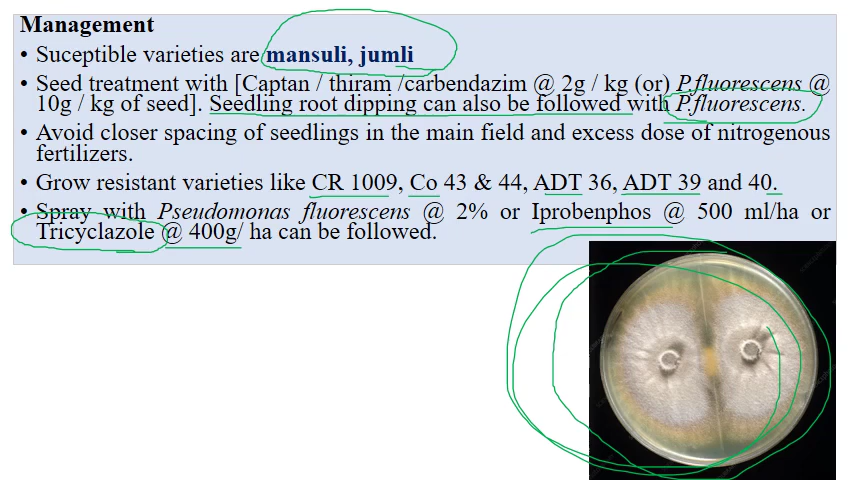 Management
• Suceptible varieties are mansuli, jumli
• Seed treatment with [Captan / thiram /carbendazim @ 2g / kg (or) P.fluorescens @
10g / kg of seed]. Seedling root dipping can also be followed with P.fluorescens.
• Avoid closer spacing of seedlings in the main field and excess dose of nitrogenous
fertilizers.
• Grow resistant varieties like CR 1009, Co 43 & 44, ADT 36, ADT 39 and 40.
• Spray with Pseudomonas fluorescens @ 2% or Iprobenphos @ 500 ml/ha or
Tricyclazole @ 400g/ ha can be followed.